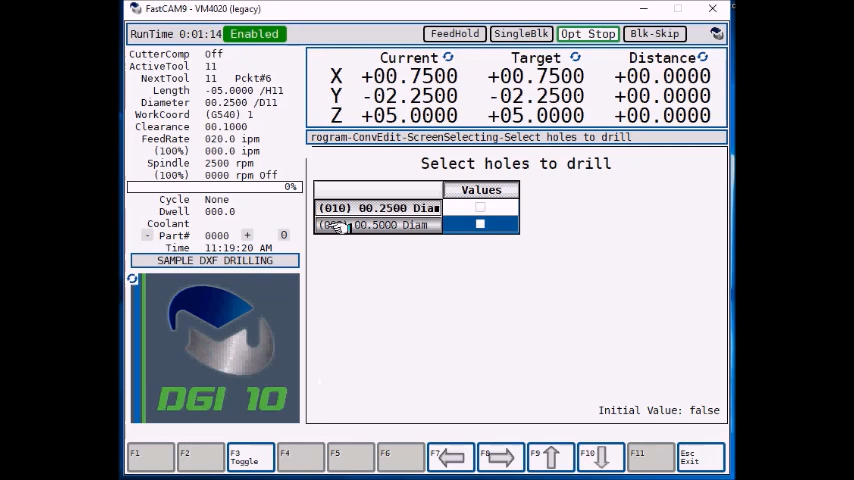 FastCAM9 - VM4020 (legacy)
RunTime 0:01:14 Enabled FeedHold SingleBlk Opt Stop Blk-Skip
CutterComp Off
ActiveTool 11
NextTool 11 Pckt#6
Length -05.0000 /H11
Diameter 00.2500 /D11
WorkCoord (G540) 1
Clearance 00.1000
FeedRate 020.0 ipm
(100%) 000.0 ipm
Spindle 2500 rpm
(100%) 0000 rpm Off
0%
Cycle None
Dwell 000.0
Coolant
- Part# 0000 + 0
Time 11:19:20 AM
SAMPLE DXF DRILLING
DGI 10
Current Target Distance
X +00.7500 +00.7500 +00.0000
Y -02.2500 -02.2500 +00.0000
Z +05.0000 +05.0000 +00.0000
rogram-ConvEdit-ScreenSelecting-Select holes to drill
Select holes to drill
Values
(010) 00.2500 Diam
00.5000 Diam
Initial Value: false
F1 F2 F3 Toggle F4 F5 F6 F7 F8 F9 F10 F11 Esc Exit